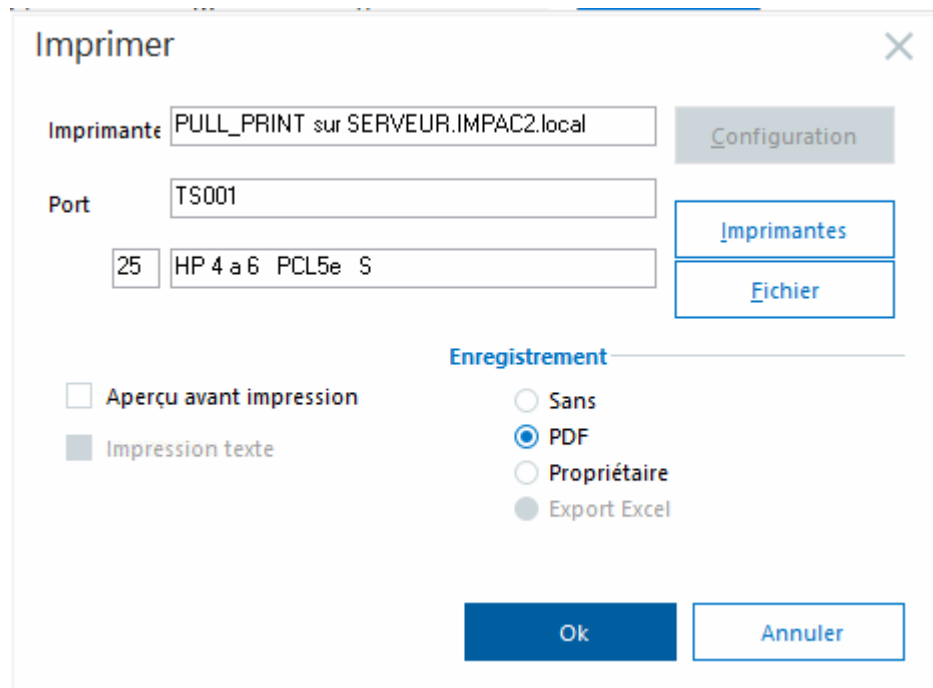 Imprimer
Imprimante PULL_PRINT sur SERVEUR.IMPAC2.local
Configuration
Port TS001
Imprimantes
25 HP 4 a 6 PCL5e S
Fichier
Enregistrement
Aperçu avant impression
Sans
PDF
Impression texte
Propriétaire
Export Excel
Ok
Annuler